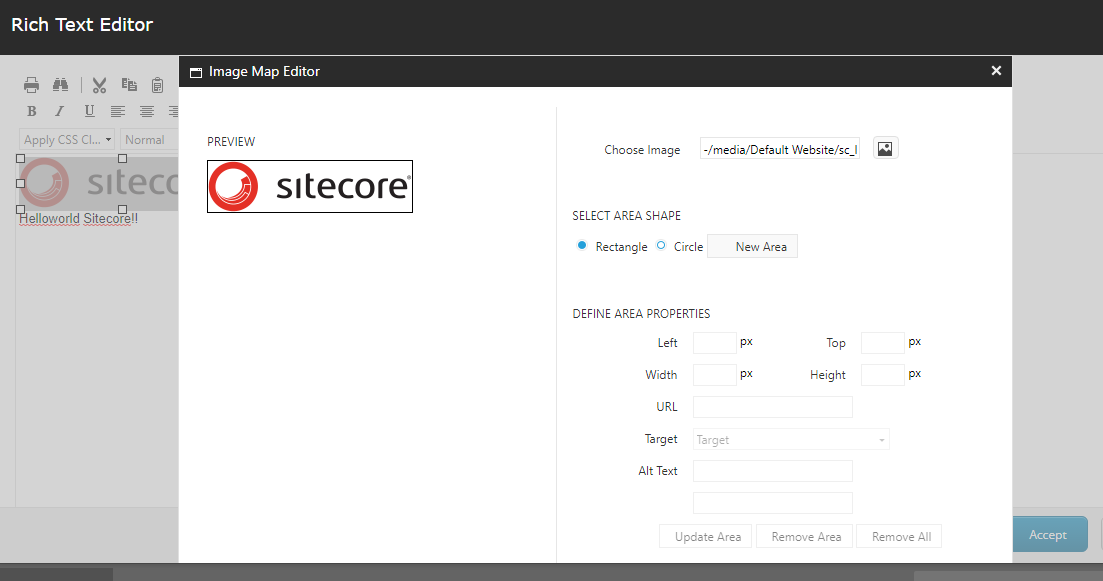 Rich Text Editor
Image Map Editor
B I U
Apply CSS Cl... Normal
sitec
Helloworld Sitecore!!
PREVIEW
sitecore®
Choose Image -/media/Default Website/sc_l
SELECT AREA SHAPE
Rectangle Circle New Area
DEFINE AREA PROPERTIES
Left px Top px
Width px Height px
URL
Target Target
Alt Text
Update Area Remove Area Remove All
Accept